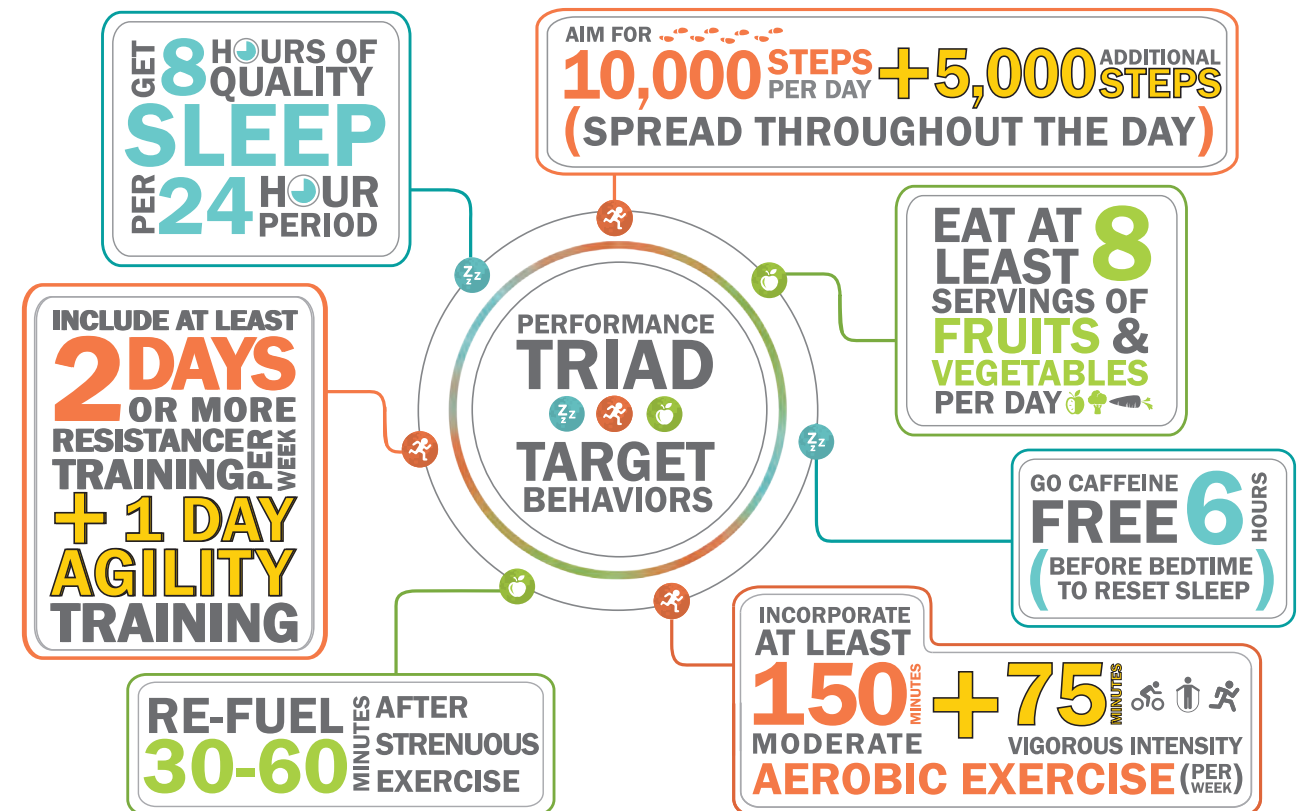 GET 8 HOURS OF
QUALITY
SLEEP
PER 24 HOUR
PERIOD
AIM FOR
10,000 STEPS
PER DAY
+5,000 ADDITIONAL
STEPS
(SPREAD THROUGHOUT THE DAY)
PERFORMANCE
TRIAD
Zzz
TARGET
BEHAVIORS
Zzz
EAT AT
LEAST 8
SERVINGS OF
FRUITS &
VEGETABLES
PER DAY
INCLUDE AT LEAST
2 DAYS
OR MORE
RESISTANCE
TRAINING PER WEEK
+ 1 DAY
AGILITY
TRAINING
Zzz
GO CAFFEINE
FREE 6 HOURS
(BEFORE BEDTIME
TO RESET SLEEP)
RE-FUEL
30-60 MINUTES
AFTER
STRENUOUS
EXERCISE
INCORPORATE
AT LEAST
150 MINUTES
MODERATE
+75 MINUTES
VIGOROUS INTENSITY
AEROBIC EXERCISE (PER WEEK)